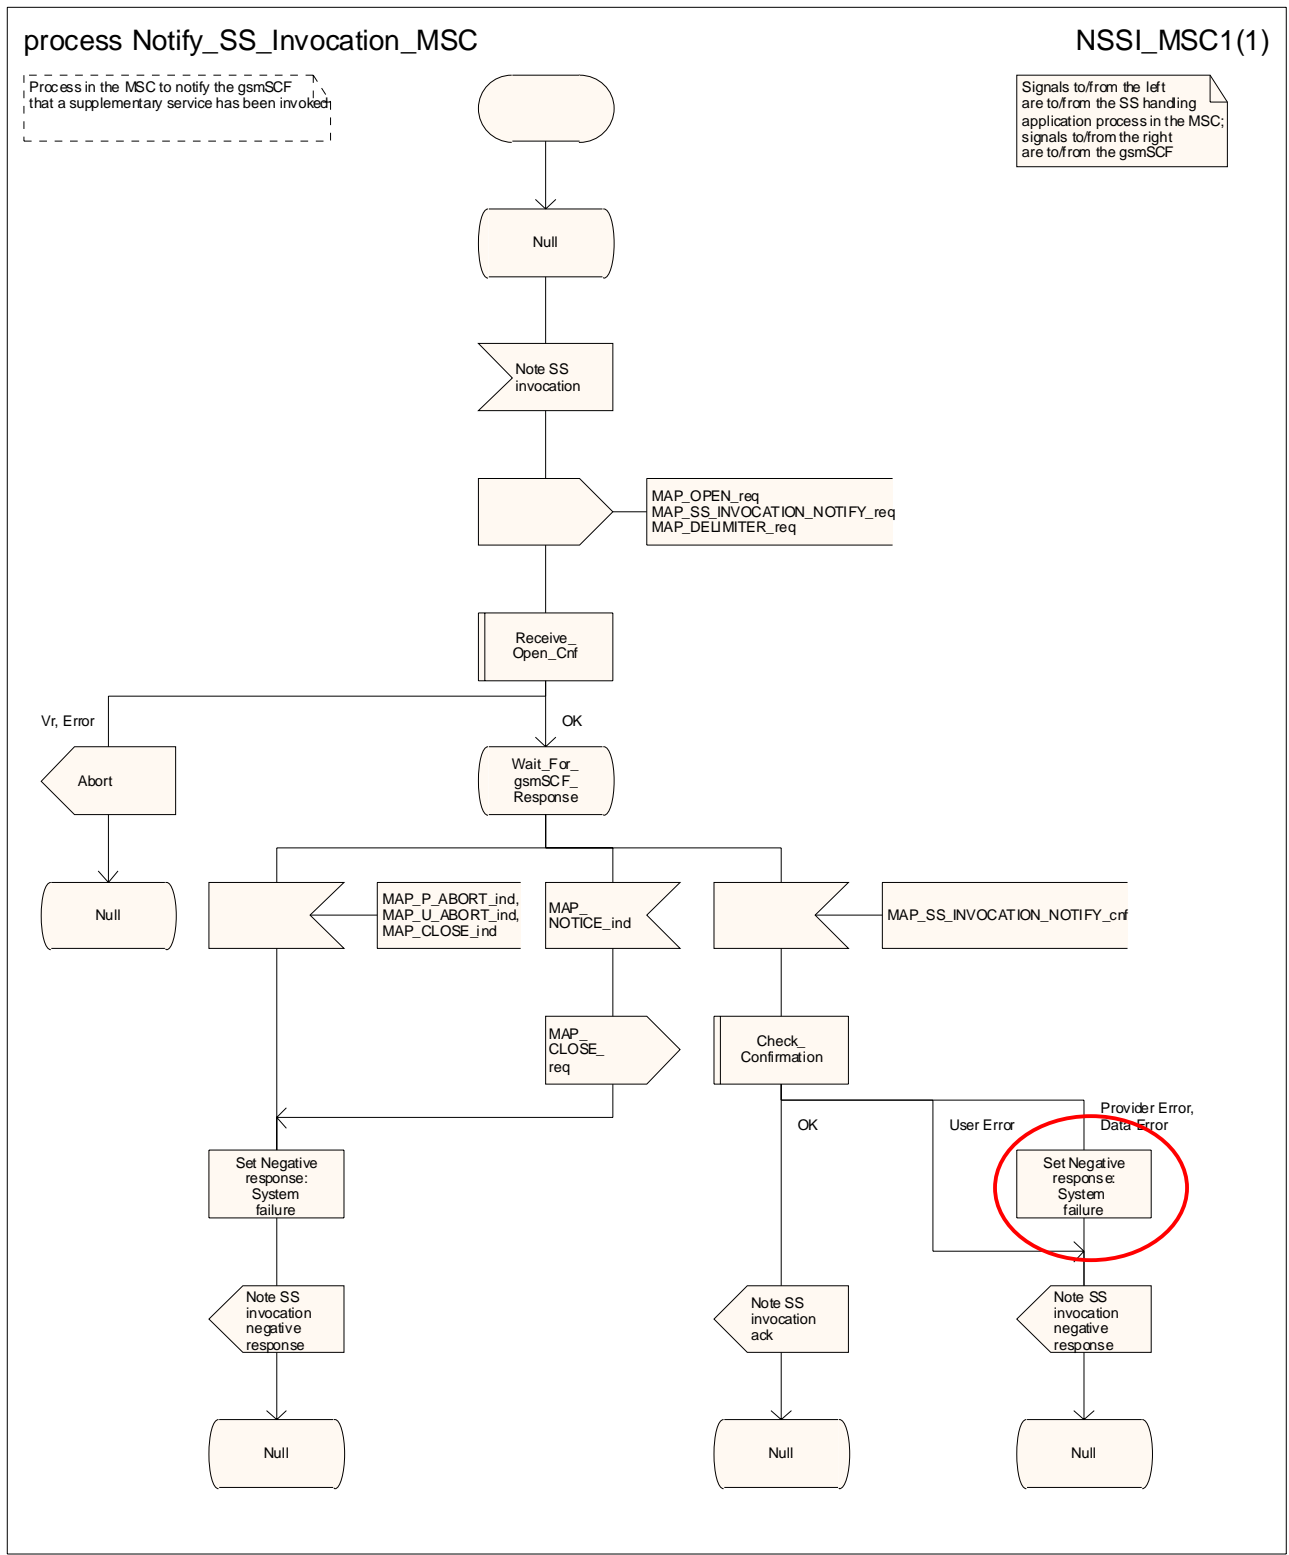 process Notify_SS_Invocation_MSC
NSSI_MSC1(1)
Process in the MSC to notify the gsmSCF
that a supplementary service has been invoked
Signals to/from the left
are to/from the SS handling
application process in the MSC;
signals to/from the right
are to/from the gsmSCF
Null
Note SS
invocation
MAP_OPEN_req
MAP_SS_INVOCATION_NOTIFY_req
MAP_DELIMITER_req
Receive_
Open_Cnf
Vr, Error
OK
Abort
Wait_For_
gsmSCF_
Response
Null
MAP_P_ABORT_ind,
MAP_U_ABORT_ind,
MAP_CLOSE_ind
MAP_
NOTICE_ind
MAP_SS_INVOCATION_NOTIFY_cnf
MAP_
CLOSE_
req
Check_
Confirmation
OK
User Error
Provider Error,
Data Error
Set Negative
response:
System
failure
Set Negative
response:
System
failure
Note SS
invocation
negative
response
Note SS
invocation
ack
Note SS
invocation
negative
response
Null
Null
Null